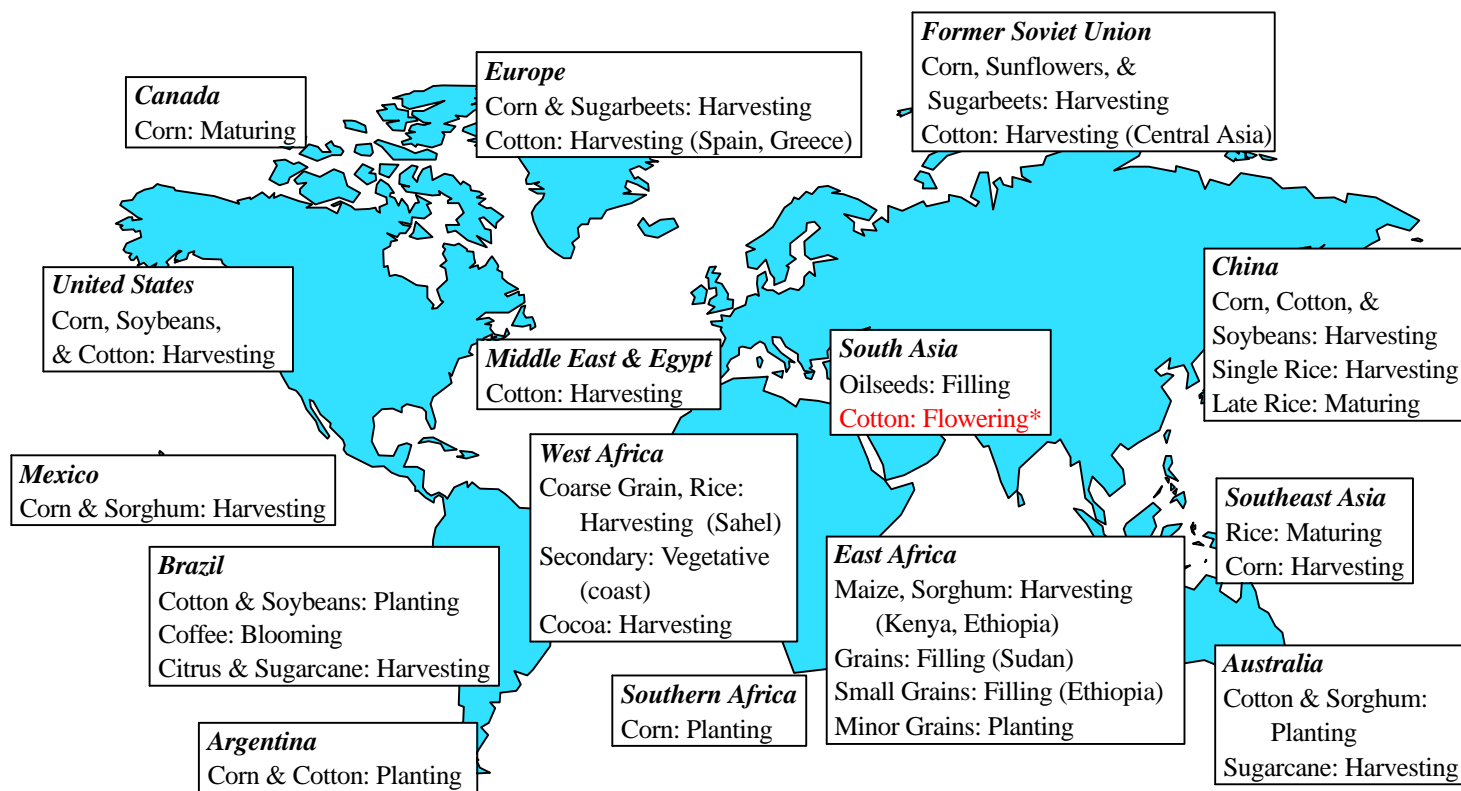 Former Soviet Union
Corn, Sunflowers, &
Sugarbeets: Harvesting
Cotton: Harvesting (Central Asia)
Europe
Corn & Sugarbeets: Harvesting
Cotton: Harvesting (Spain, Greece)
Canada
Corn: Maturing
United States
Corn, Soybeans,
& Cotton: Harvesting
Middle East & Egypt
Cotton: Harvesting
South Asia
Oilseeds: Filling
Cotton: Flowering*
China
Corn, Cotton, &
Soybeans: Harvesting
Single Rice: Harvesting
Late Rice: Maturing
Mexico
Corn & Sorghum: Harvesting
West Africa
Coarse Grain, Rice:
Harvesting (Sahel)
Secondary: Vegetative
(coast)
Cocoa: Harvesting
Southeast Asia
Rice: Maturing
Corn: Harvesting
Brazil
Cotton & Soybeans: Planting
Coffee: Blooming
Citrus & Sugarcane: Harvesting
East Africa
Maize, Sorghum: Harvesting
(Kenya, Ethiopia)
Grains: Filling (Sudan)
Small Grains: Filling (Ethiopia)
Minor Grains: Planting
Southern Africa
Corn: Planting
Australia
Cotton & Sorghum:
Planting
Sugarcane: Harvesting
Argentina
Corn & Cotton: Planting